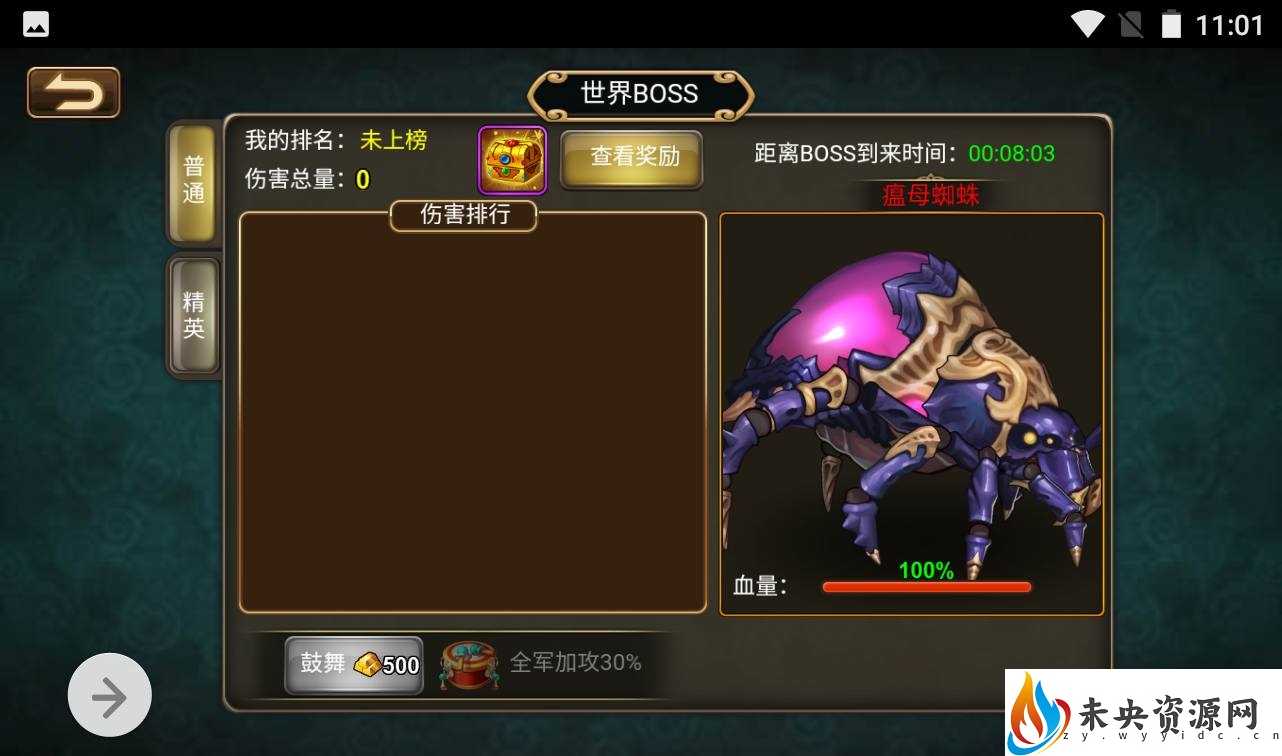 11:01
世界BOSS
我的排名：未上榜
伤害总量：0
查看奖励
距离BOSS到来时间：00:08:03
瘟母蜘蛛
普通
精英
伤害排行
100%
血量：
鼓舞 500
全军加攻30%
未央资源网
zy.wyyidc.cn